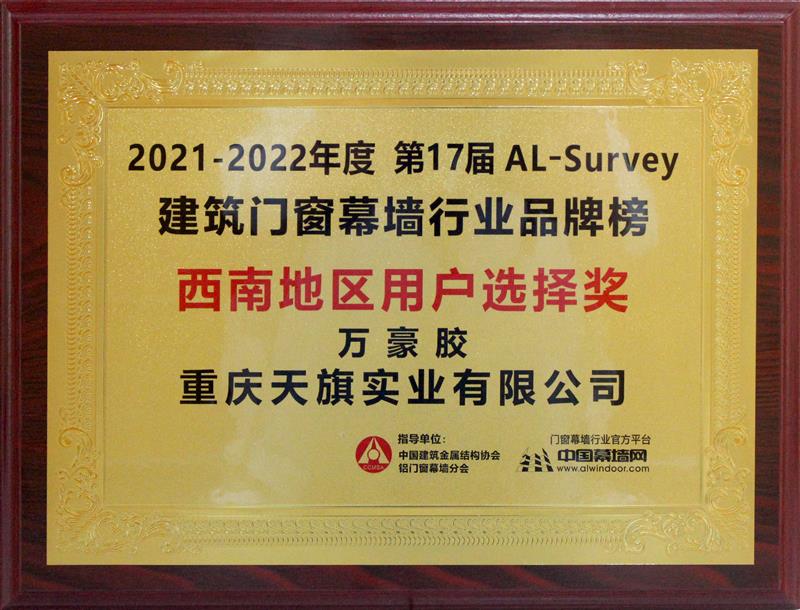 2021-2022年度 第17届 AL-Survey
建筑门窗幕墙行业品牌榜
西南地区用户选择奖
万豪胶
重庆天旗实业有限公司
指导单位：
中国建筑金属结构协会
铝门窗幕墙分会
CCMSA
门窗幕墙行业官方平台
中国幕墙网
www.alwindoor.com